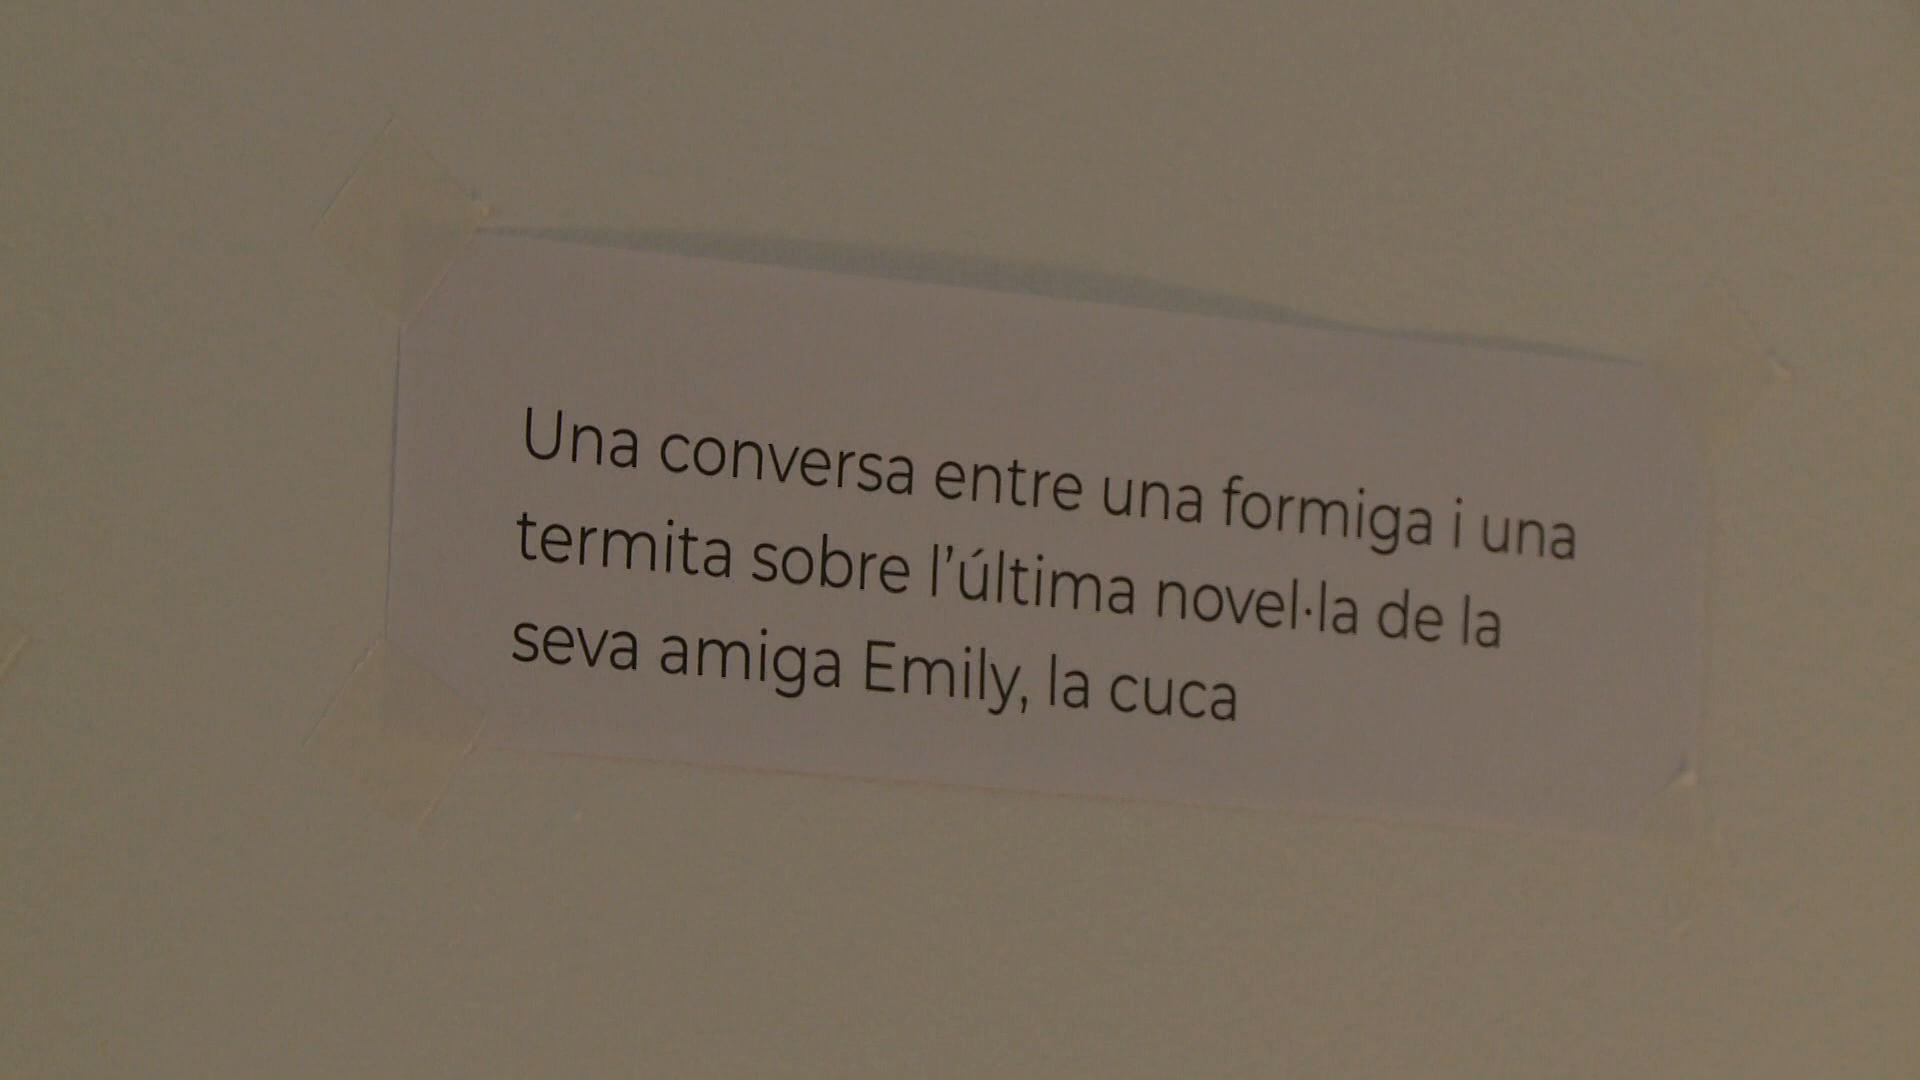 Una conversa entre una formiga i una
termita sobre l’última novel·la de la
seva amiga Emily, la cuca